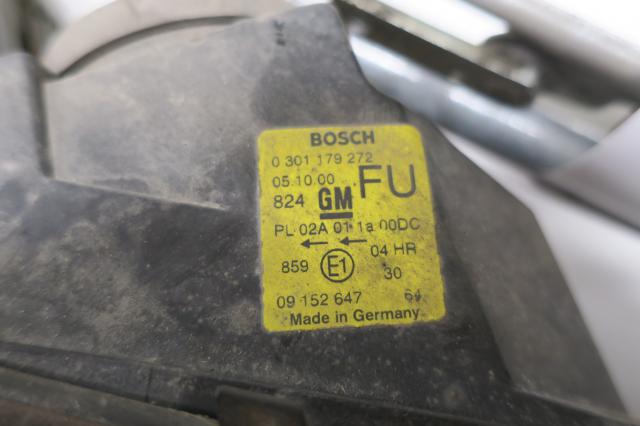 BOSCH
0 301 179 272
05.10.00 FU
824 GM
PL 02A 01 1a 00DC
← ← 04 HR
859 E1 30
09 152 647 64
Made in Germany